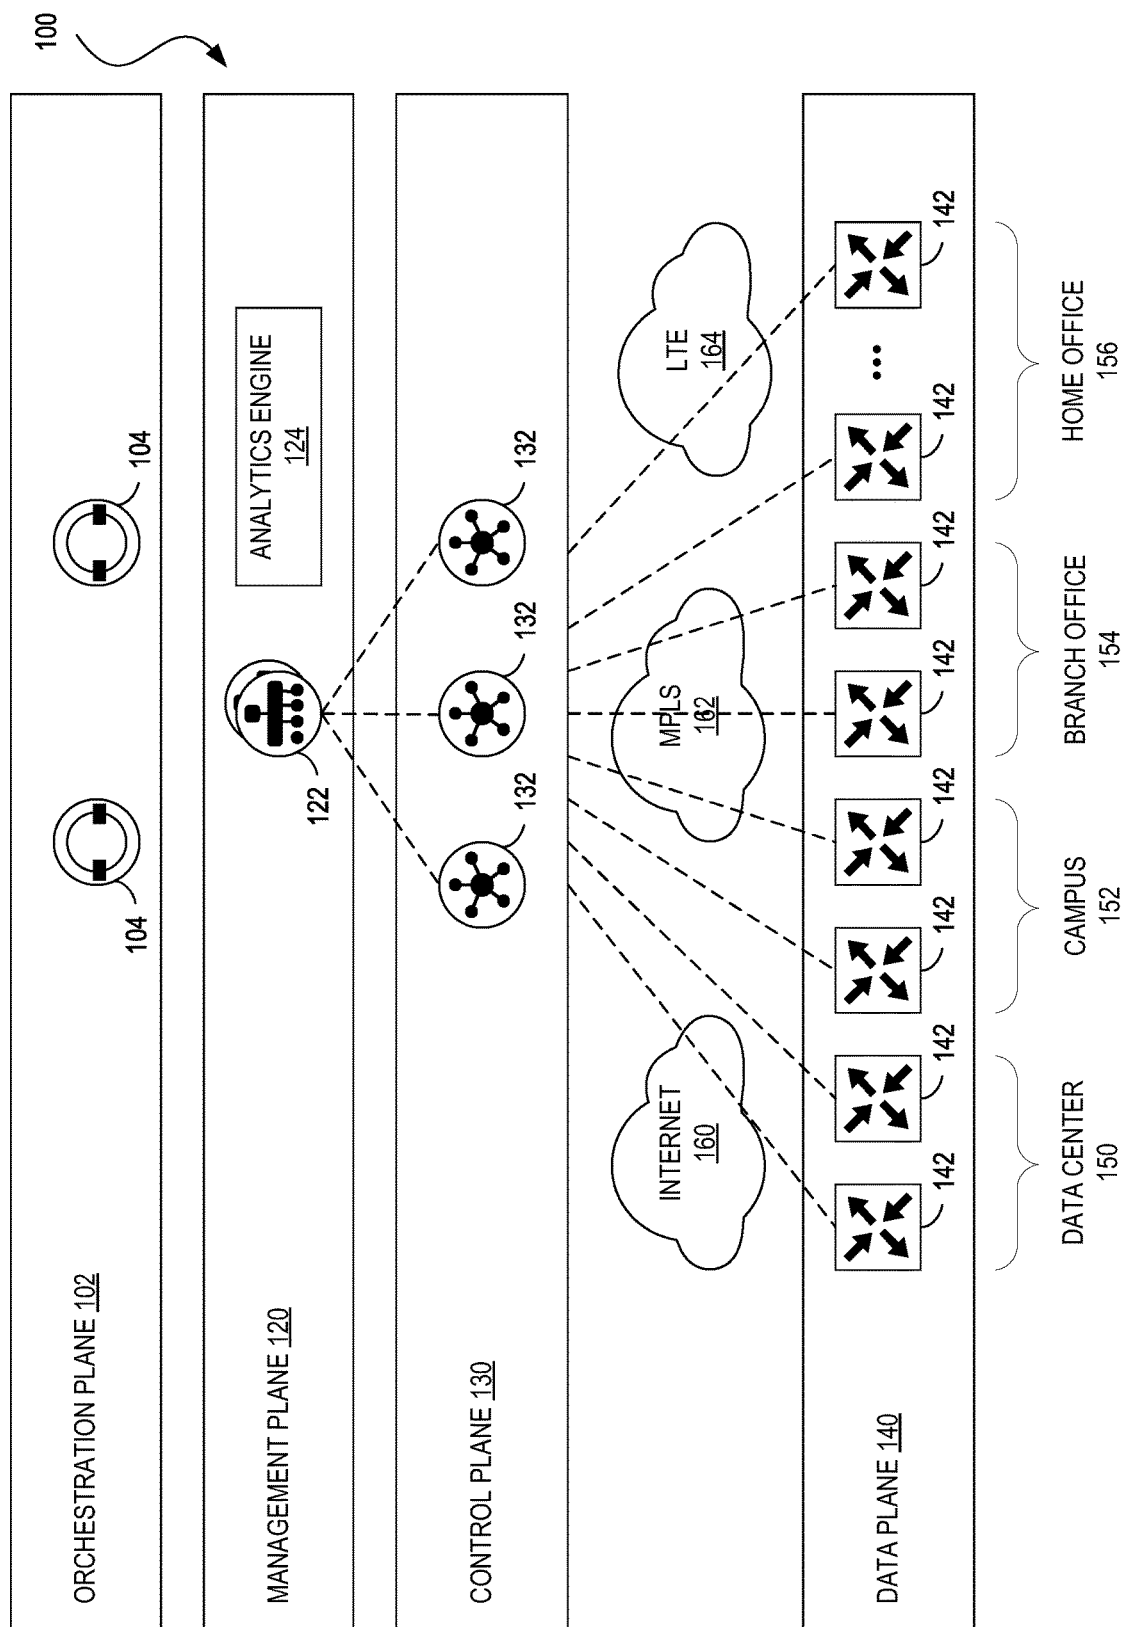 100
ORCHESTRATION PLANE 102
104
104
MANAGEMENT PLANE 120
122
ANALYTICS ENGINE
124
CONTROL PLANE 130
132
132
132
INTERNET
160
MPLS
162
LTE
164
DATA PLANE 140
142
142
142
142
142
142
142
142
DATA CENTER
150
CAMPUS
152
BRANCH OFFICE
154
HOME OFFICE
156